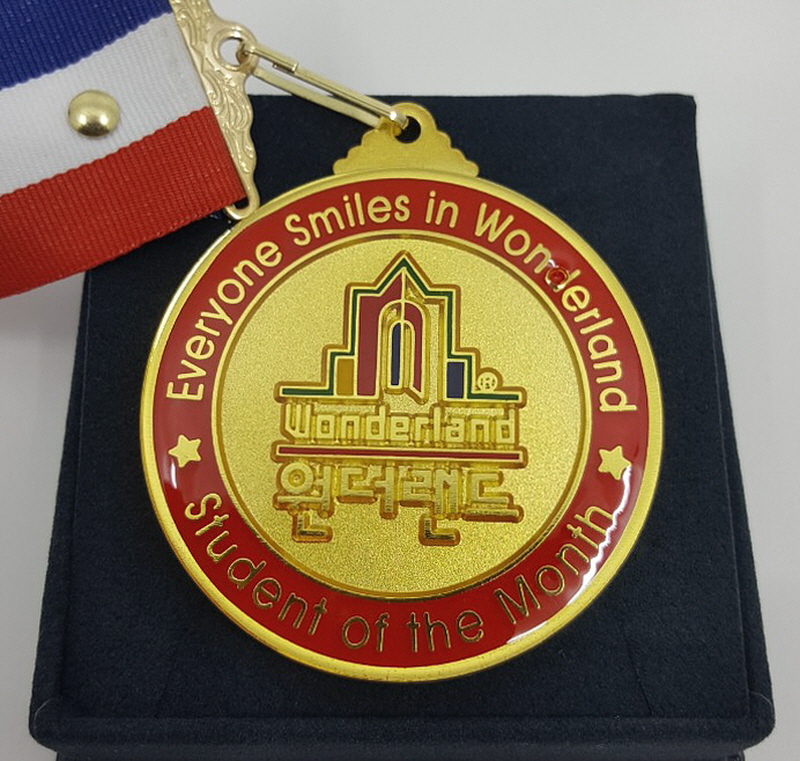 Everyone Smiles in Wonderland
®
Wonderland
원더랜드
Student of the Month